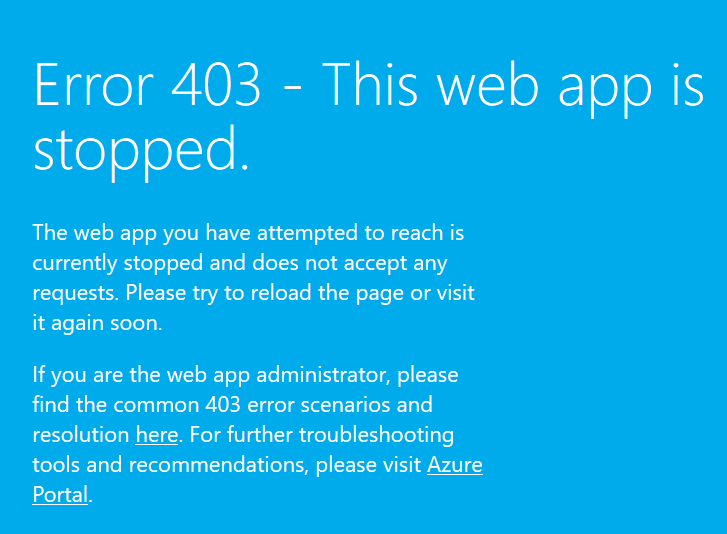 Error 403 - This web app is
stopped.
The web app you have attempted to reach is
currently stopped and does not accept any
requests. Please try to reload the page or visit
it again soon.
If you are the web app administrator, please
find the common 403 error scenarios and
resolution here. For further troubleshooting
tools and recommendations, please visit Azure
Portal.